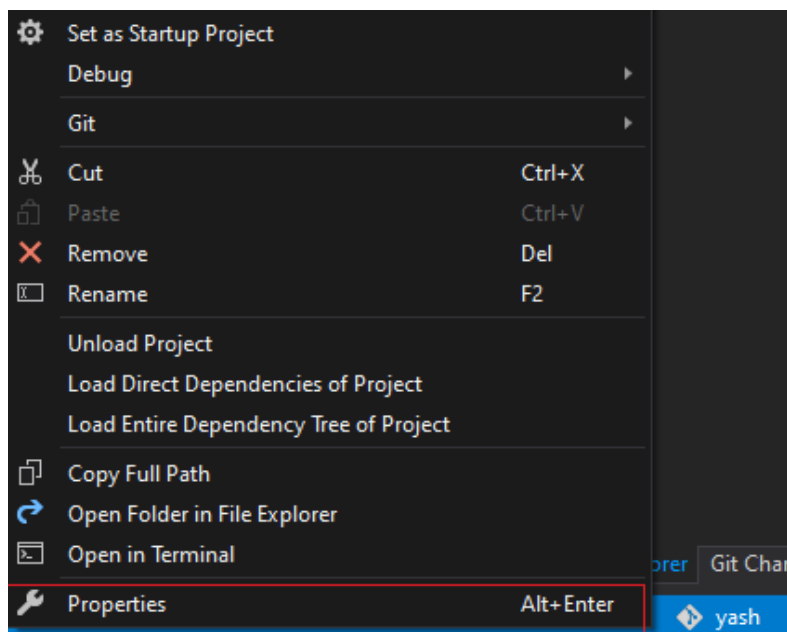 Set as Startup Project
Debug
Git
Cut Ctrl+X
Paste Ctrl+V
Remove Del
Rename F2
Unload Project
Load Direct Dependencies of Project
Load Entire Dependency Tree of Project
Copy Full Path
Open Folder in File Explorer
Open in Terminal
Git
Properties Alt+Enter
yash